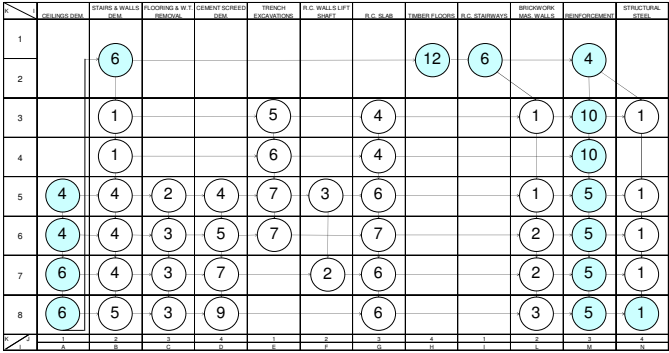 K I CEILINGS DEM. STAIRS & WALLS DEM. FLOORING & W.T. REMOVAL CEMENT SCREED DEM. TRENCH EXCAVATIONS R.C. WALLS LIFT SHAFT R.C. SLAB TIMBER FLOORS R.C. STAIRWAYS BRICKWORK MAS. WALLS REINFORCEMENT STRUCTURAL STEEL
1
6 12 6 4
2
3 1 5 4 1 10 1
4 1 6 4 10
5 4 4 2 4 7 3 6 1 5 1
6 4 4 3 5 7 7 2 5 1
7 6 4 3 7 2 6 2 5 1
8 6 5 3 9 6 3 5 1
K J 1 2 3 4 1 2 3 4 1 2 3 4
I A B C D E F G H I L M N